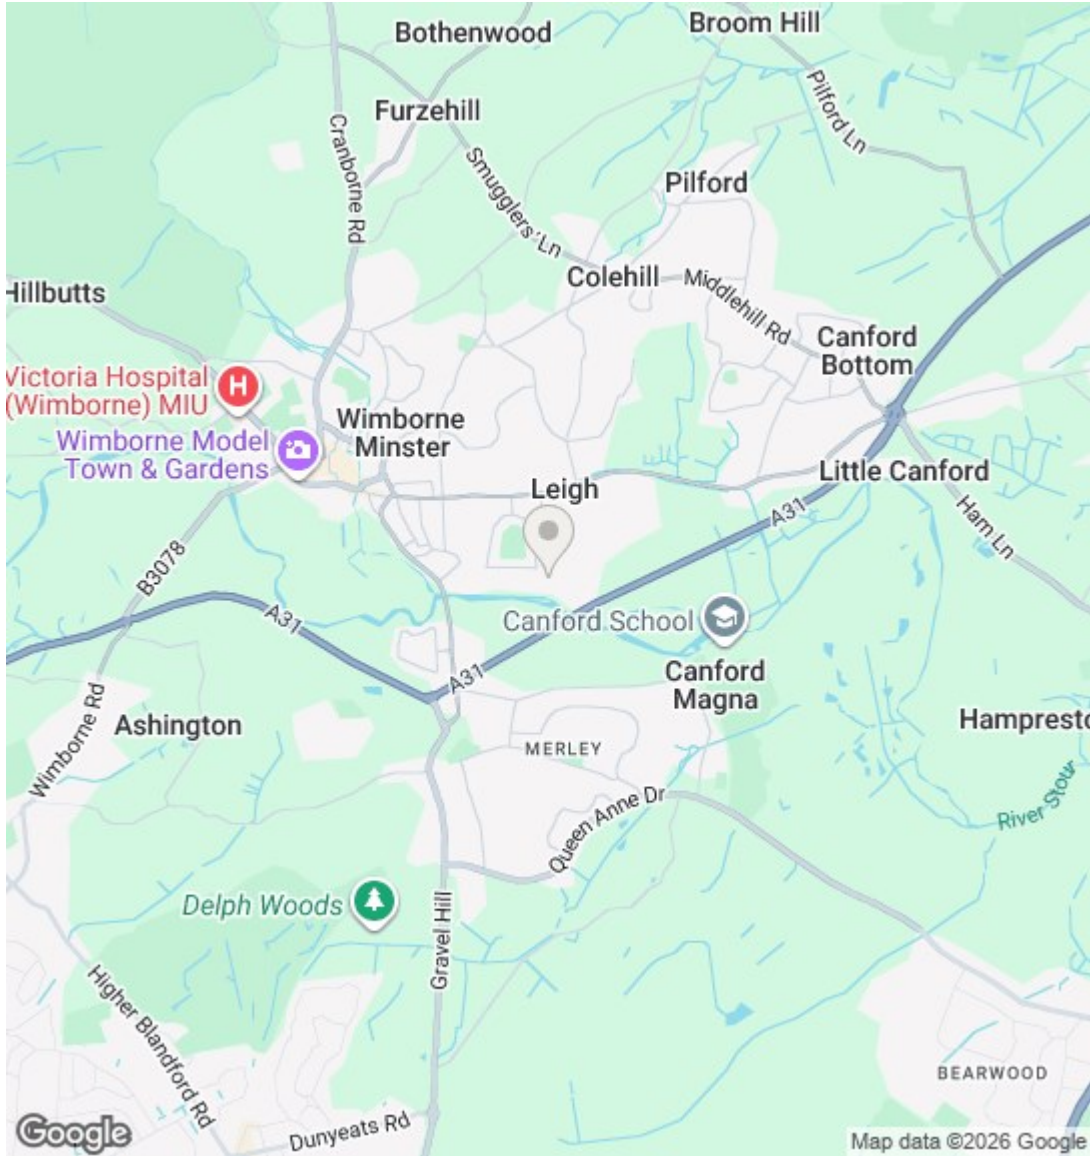 Broom Hill
Bothenwood
Furzehill
Pilford Ln
Cranborne Rd
Smugglers' Ln
Pilford
Colehill
Middlehill Rd
Hillbutts
Canford
Bottom
Victoria Hospital
(Wimborne) MIU
H
Wimborne
Minster
Wimborne Model
Town & Gardens
Leigh
Little Canford
A31
Ham Ln
B3078
A31
Canford School
A31
Canford
Magna
Wimborne Rd
Ashington
Hampresto
MERLEY
River Stour
Queen Anne Dr
Delph Woods
Gravel Hill
Higher Blandford Rd
BEARWOOD
Dunyeats Rd
Google
Map data ©2026 Google